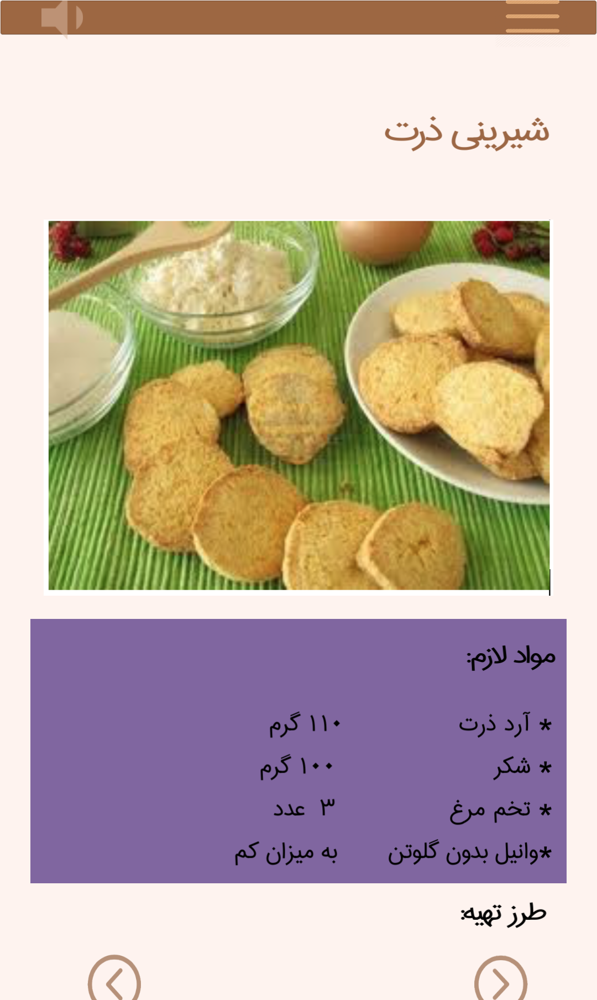 شیرینی ذرت
مواد لازم:
* آرد ذرت ۱۱۰ گرم
* شکر ۱۰۰ گرم
* تخم مرغ ۳ عدد
*وانیل بدون گلوتن به میزان کم
طرز تهیه: